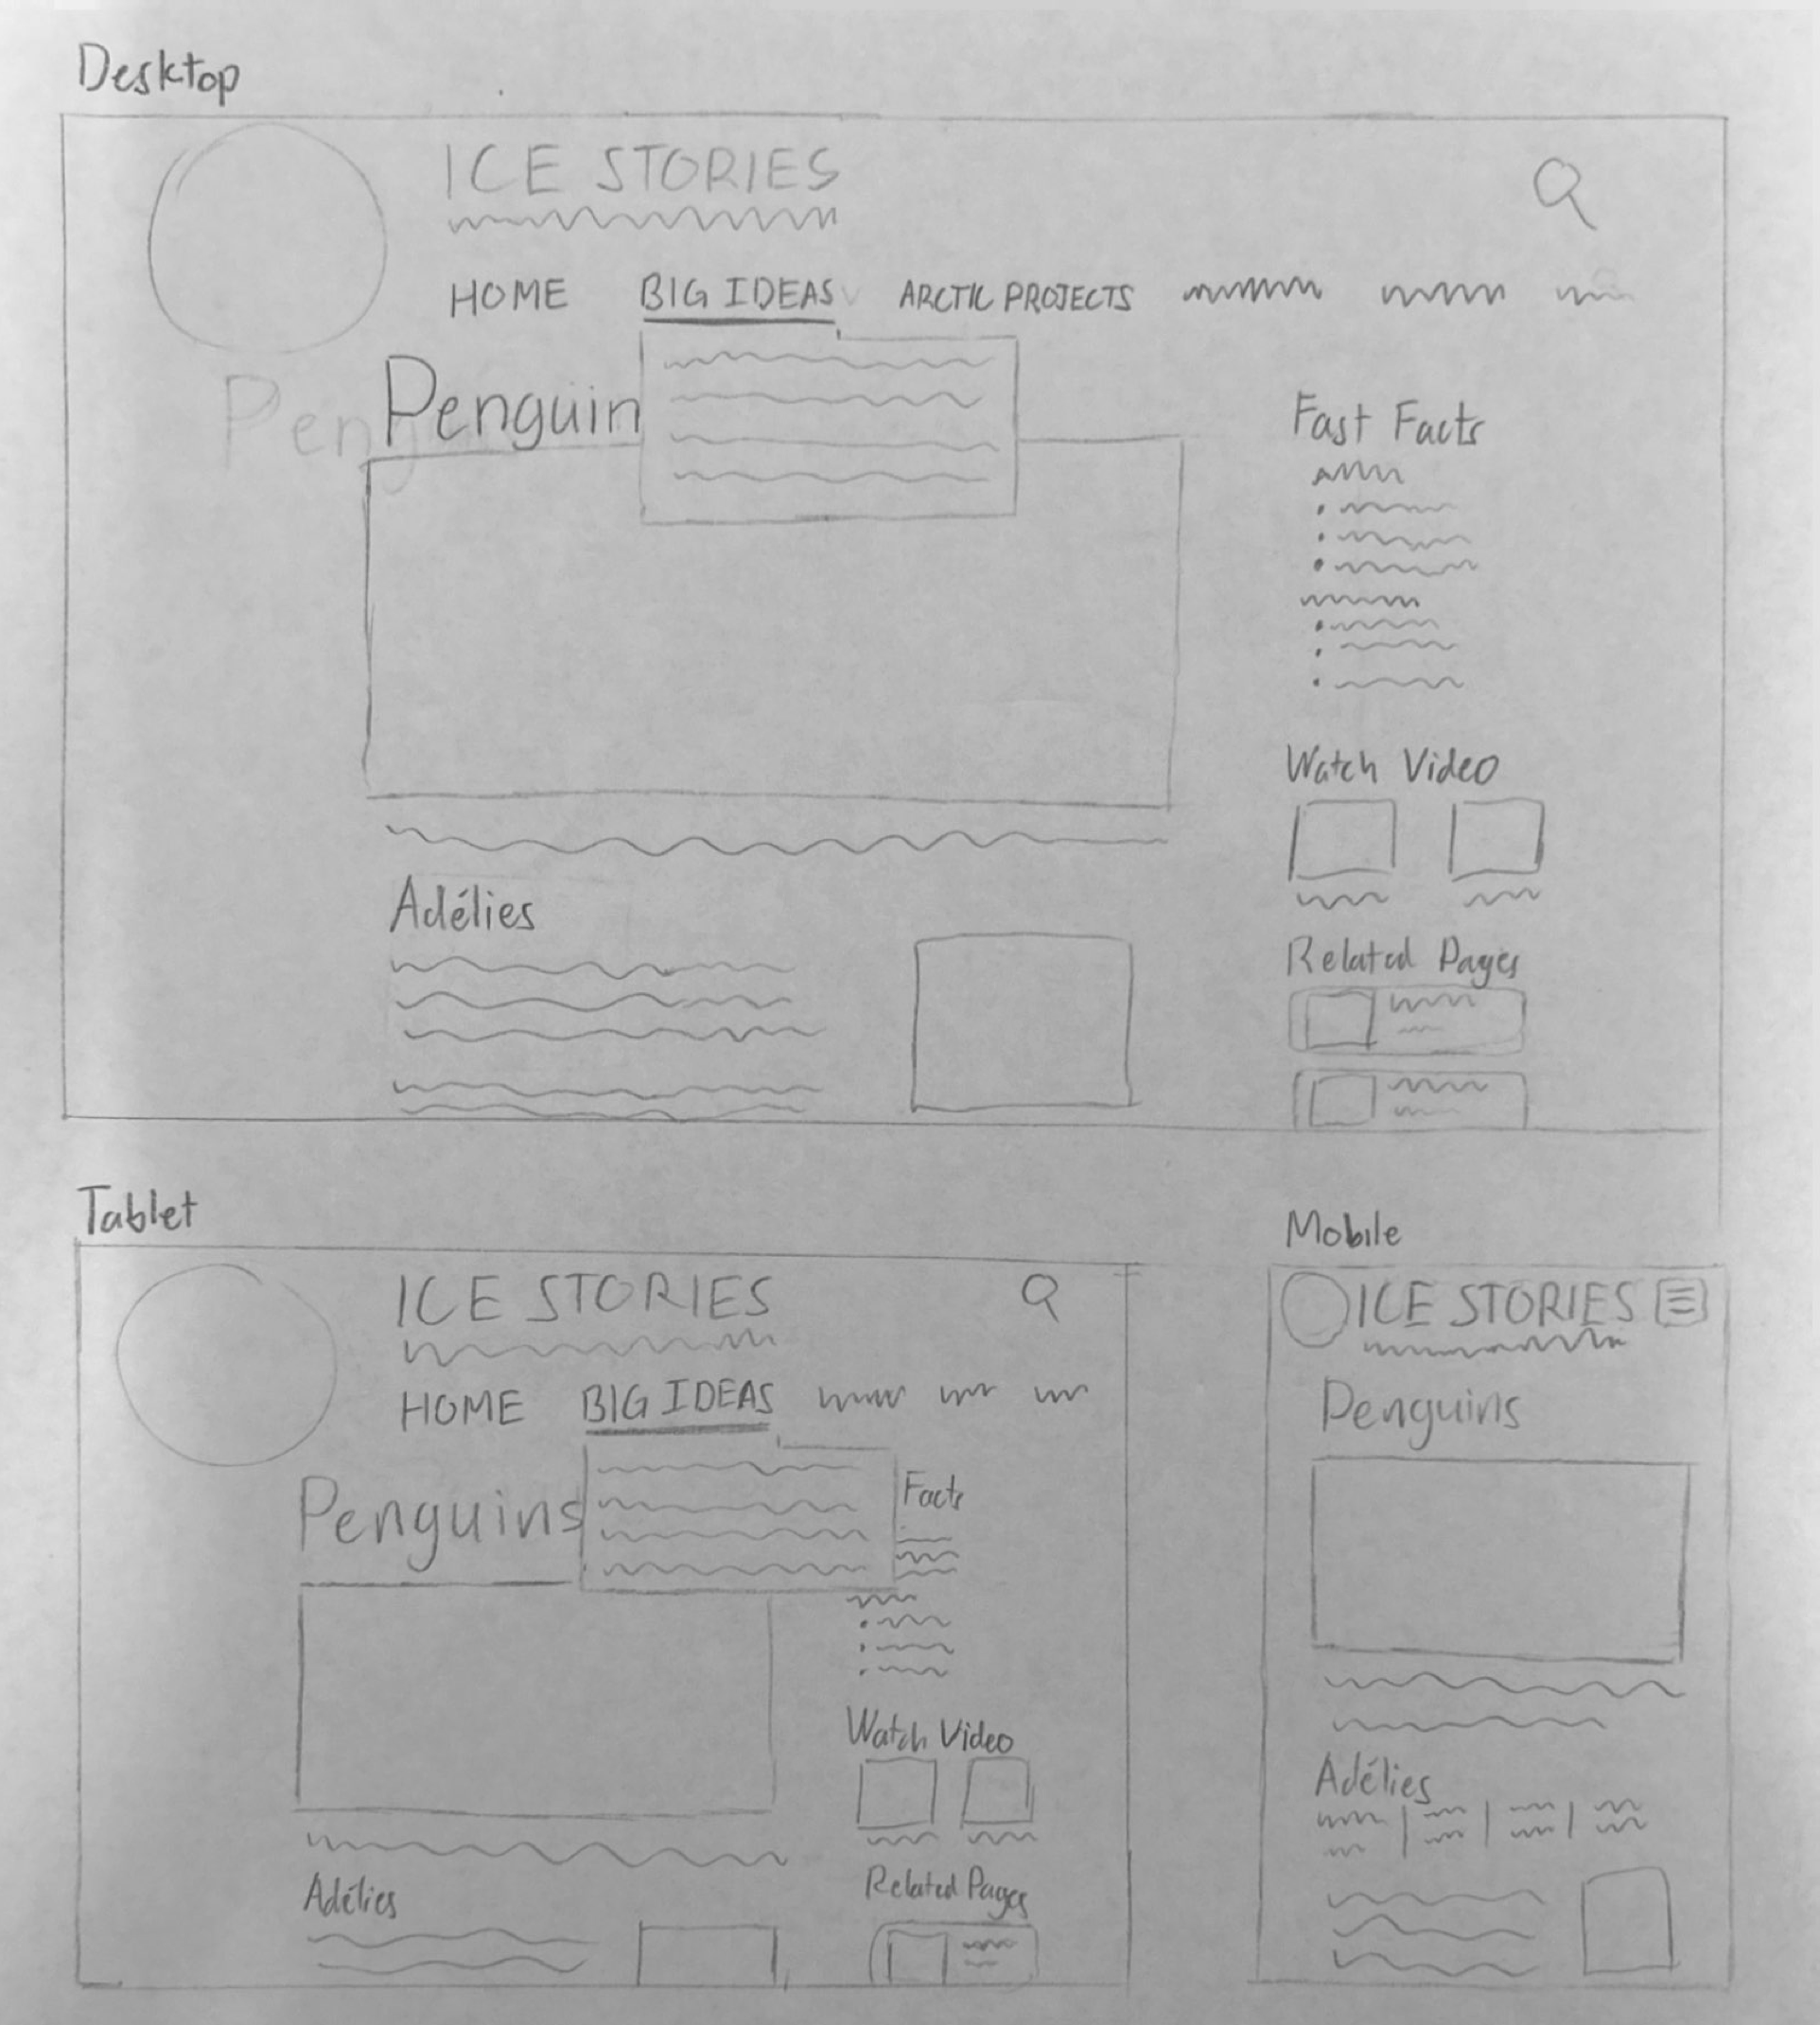 Desktop
ICE STORIES
HOME BIG IDEAS ARCTIC PROJECTS
Penguin
Fast Facts
Watch Video
Adélies
Related Pages
Tablet
ICE STORIES
HOME BIG IDEAS
Penguins
Facts
Watch Video
Adélies
Related Pages
Mobile
ICE STORIES
Penguins
Adélies